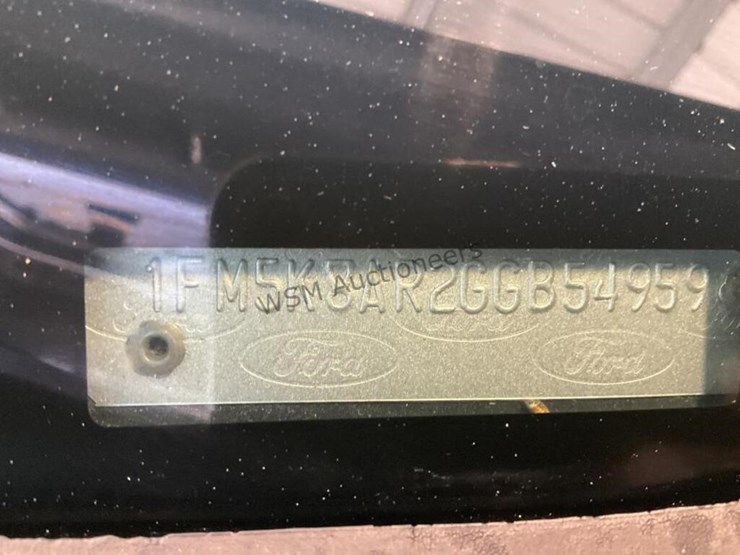 1FM5K8AR2GGB54959
WSM Auctioneers
Ford Ford